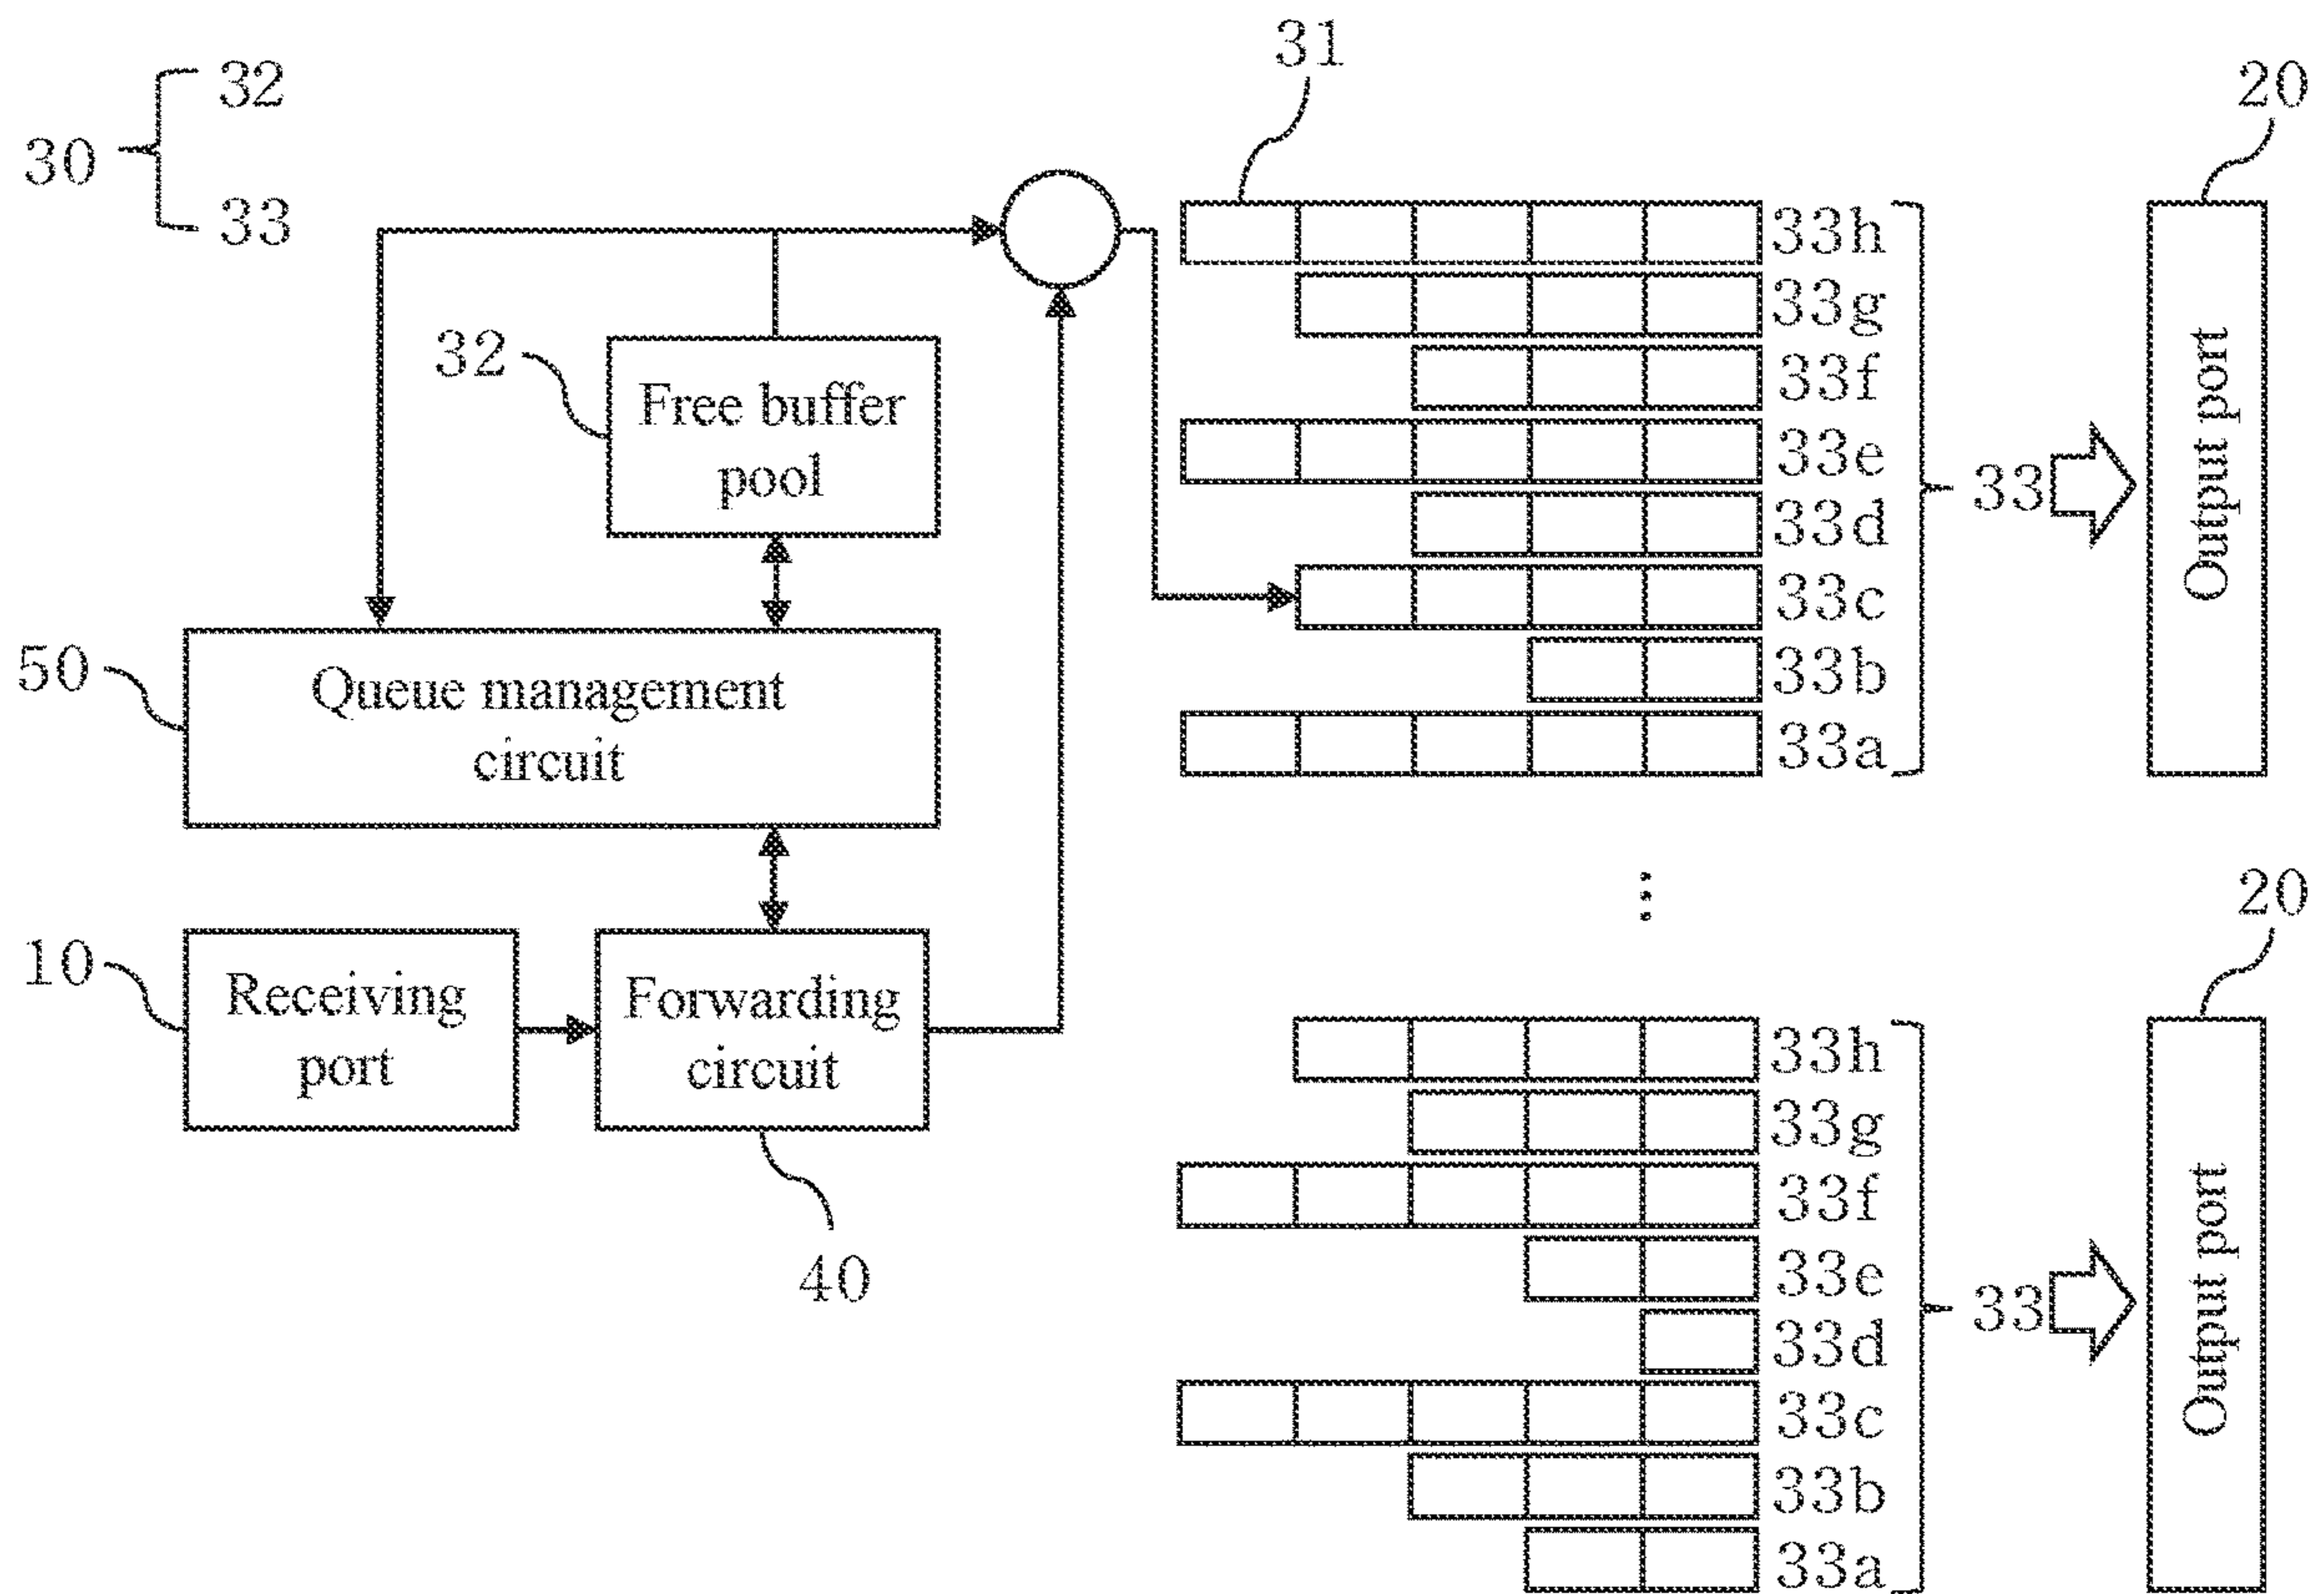 30
32
33
31
20
32
Free buffer
pool
50
Queue management
circuit
10
Receiving
port
Forwarding
circuit
40
33h
33g
33f
33e
33d
33c
33b
33a
33
Output port
...
20
33h
33g
33f
33e
33d
33c
33b
33a
33
Output port